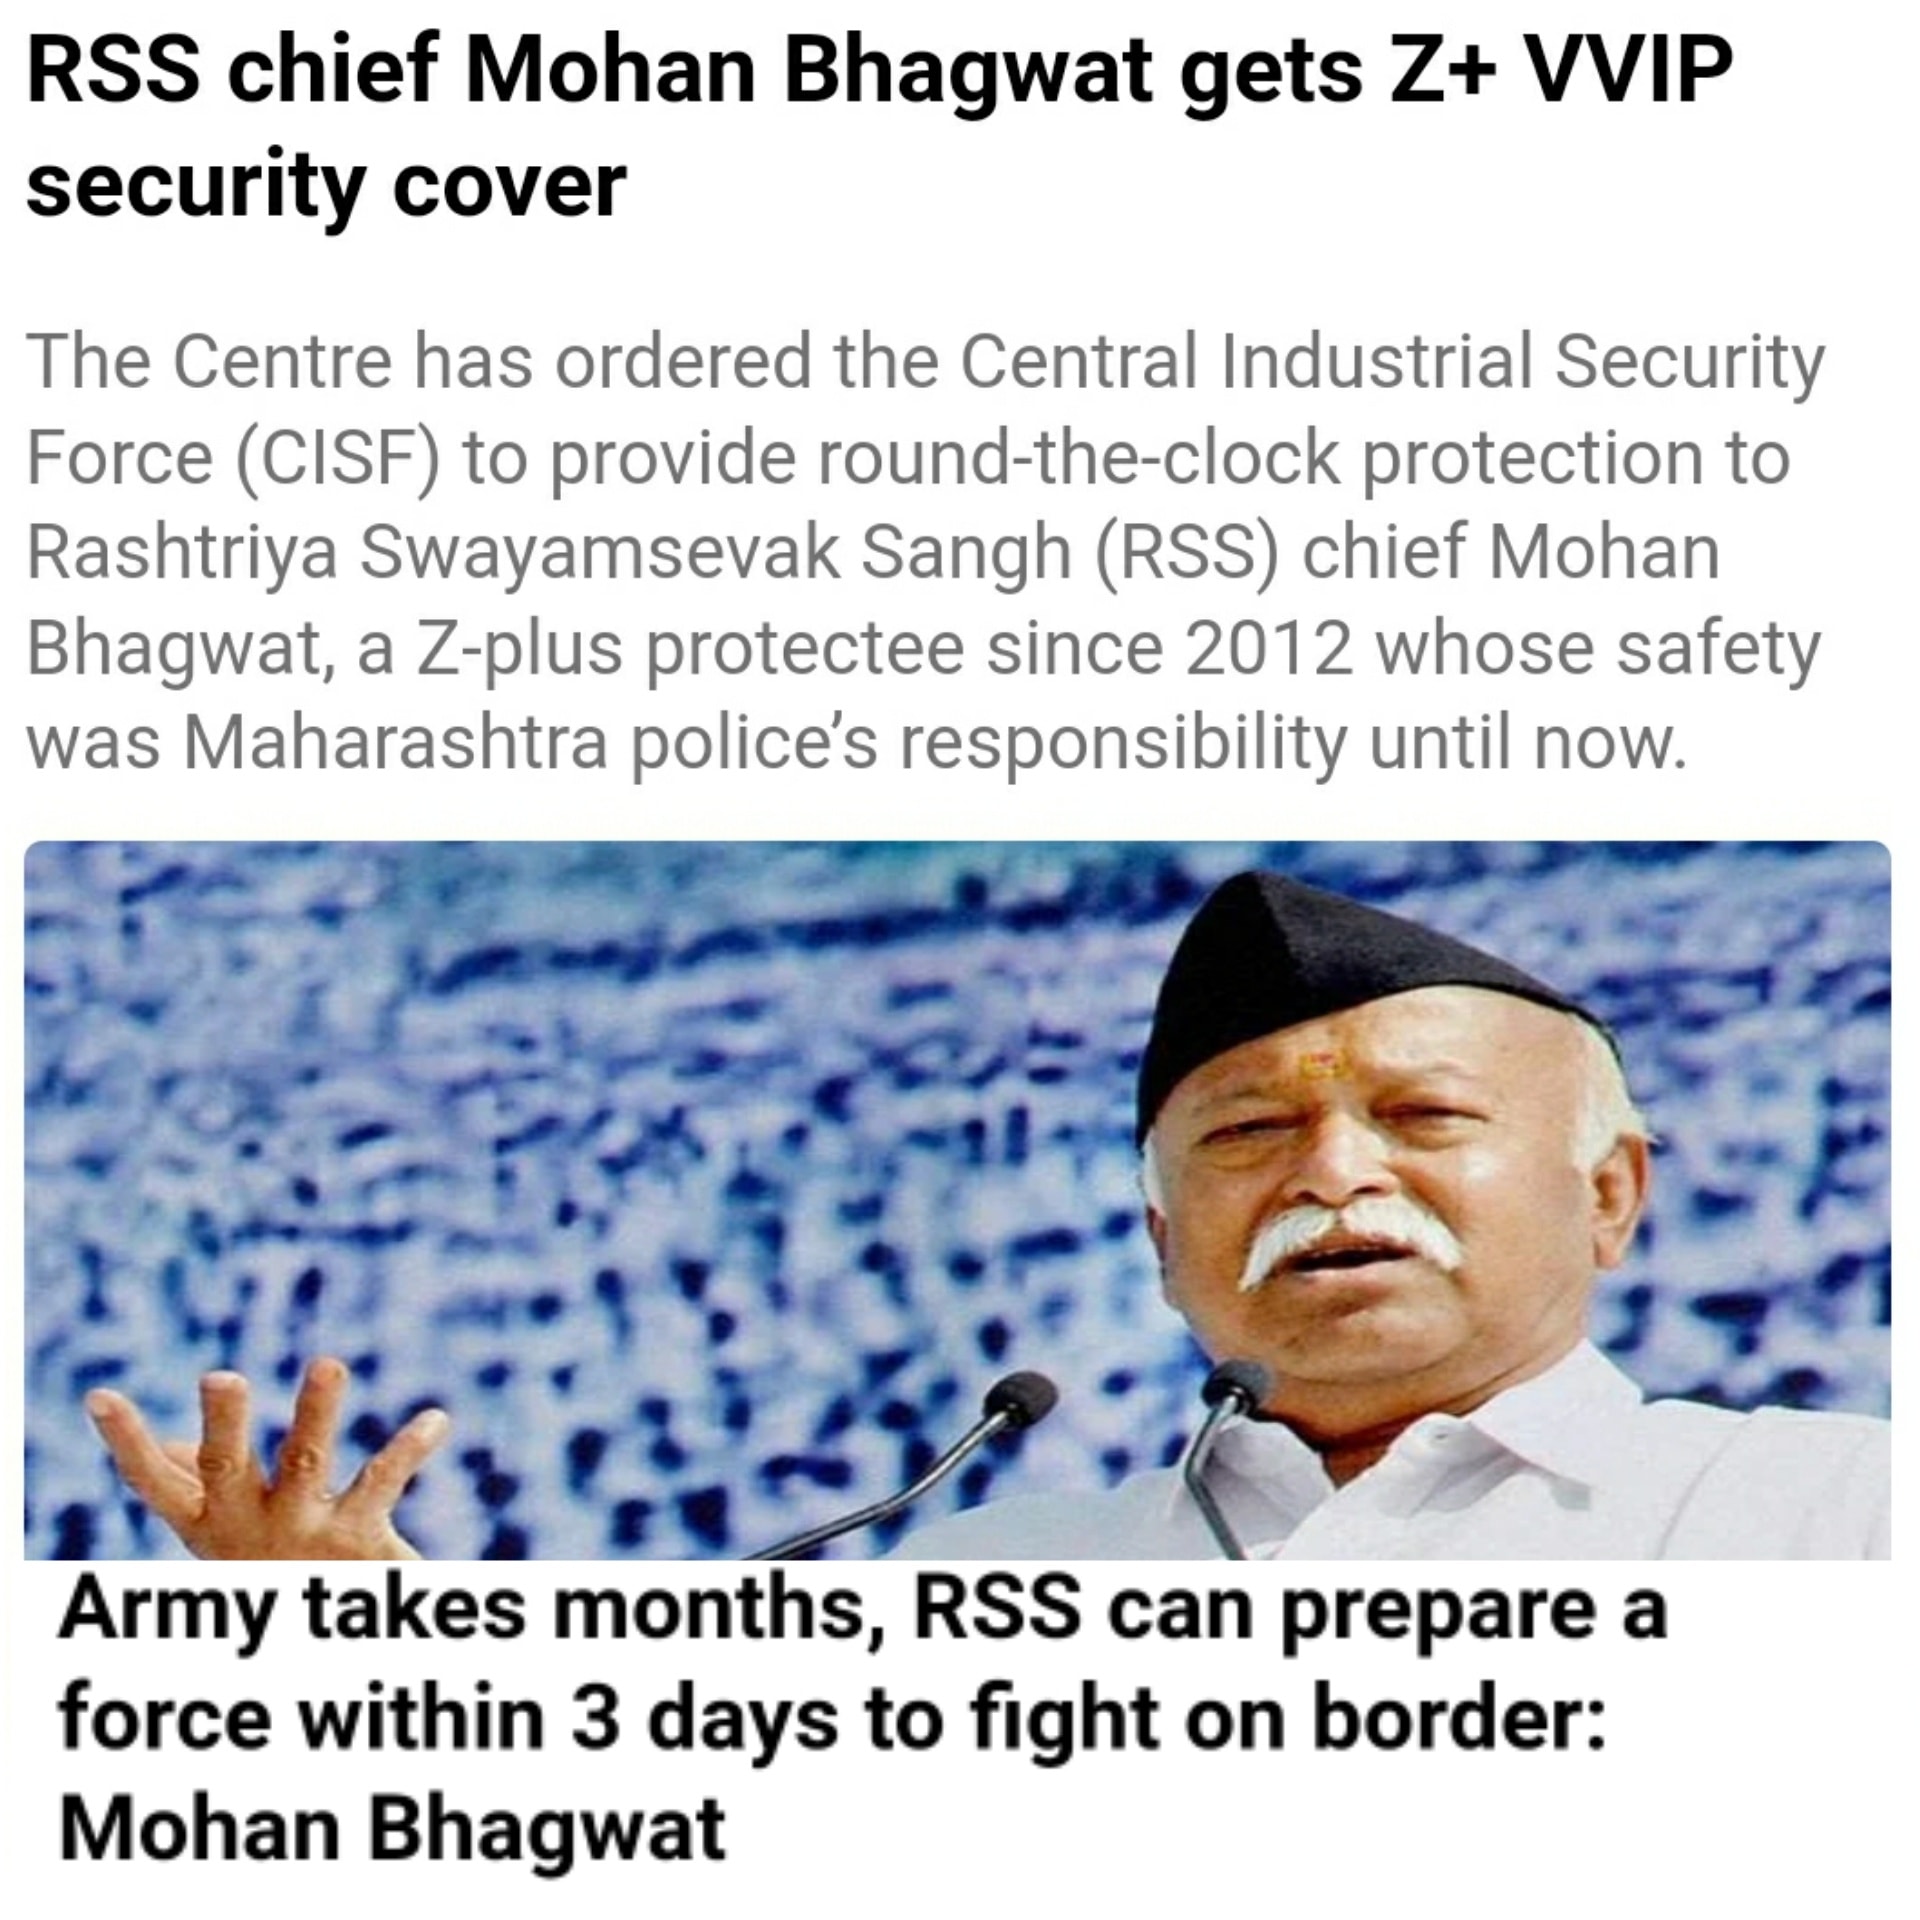 RSS chief Mohan Bhagwat gets Z+ VVIP
security cover
The Centre has ordered the Central Industrial Security
Force (CISF) to provide round-the-clock protection to
Rashtriya Swayamsevak Sangh (RSS) chief Mohan
Bhagwat, a Z-plus protectee since 2012 whose safety
was Maharashtra police’s responsibility until now.
Army takes months, RSS can prepare a
force within 3 days to fight on border:
Mohan Bhagwat